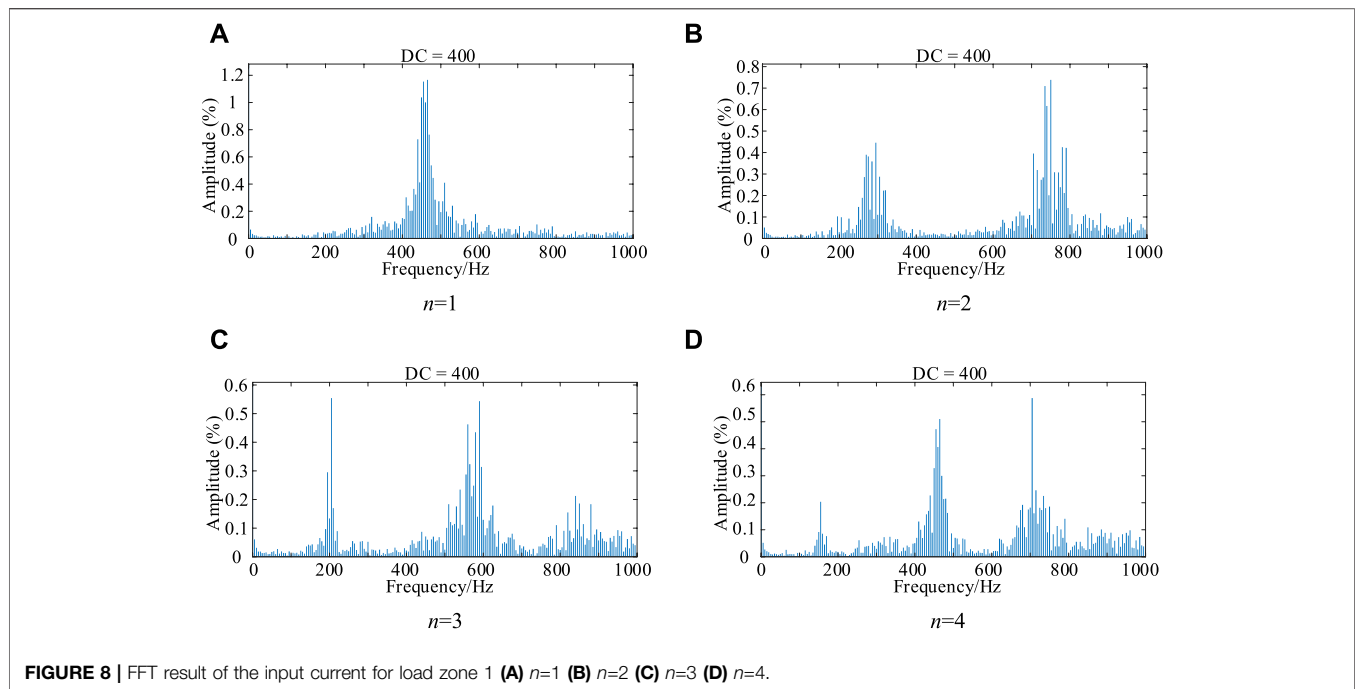 A
DC = 400
Amplitude (%)
1.2
1
0.8
0.6
0.4
0.2
0
0 200 400 600 800 1000
Frequency/Hz
n=1
B
DC = 400
Amplitude (%)
0.8
0.7
0.6
0.5
0.4
0.3
0.2
0.1
0
0 200 400 600 800 1000
Frequency/Hz
n=2
C
DC = 400
Amplitude (%)
0.6
0.5
0.4
0.3
0.2
0.1
0
0 200 400 600 800 1000
Frequency/Hz
n=3
D
DC = 400
Amplitude (%)
0.6
0.5
0.4
0.3
0.2
0.1
0
0 200 400 600 800 1000
Frequency/Hz
n=4
FIGURE 8 | FFT result of the input current for load zone 1 (A) n=1 (B) n=2 (C) n=3 (D) n=4.